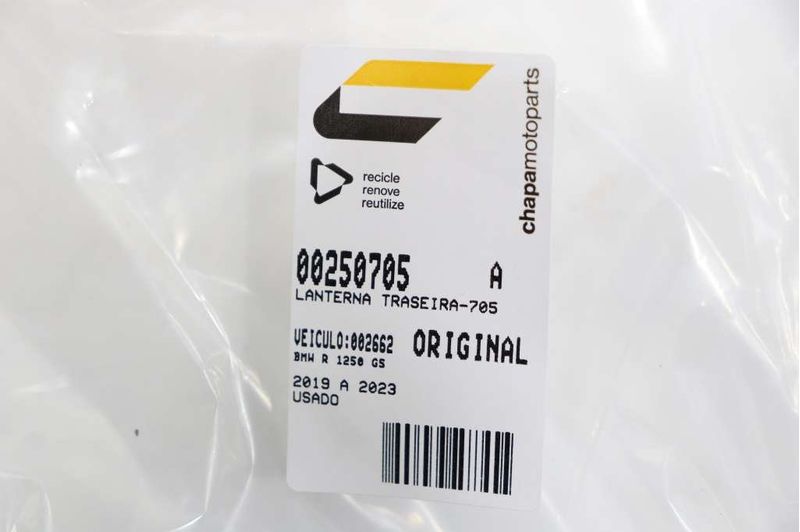 chapamotoparts
recicle
renove
reutilize
00250705 A
LANTERNA TRASEIRA-705
VEICULO:002662 ORIGINAL
BMW R 1250 GS
2019 A 2023
USADO